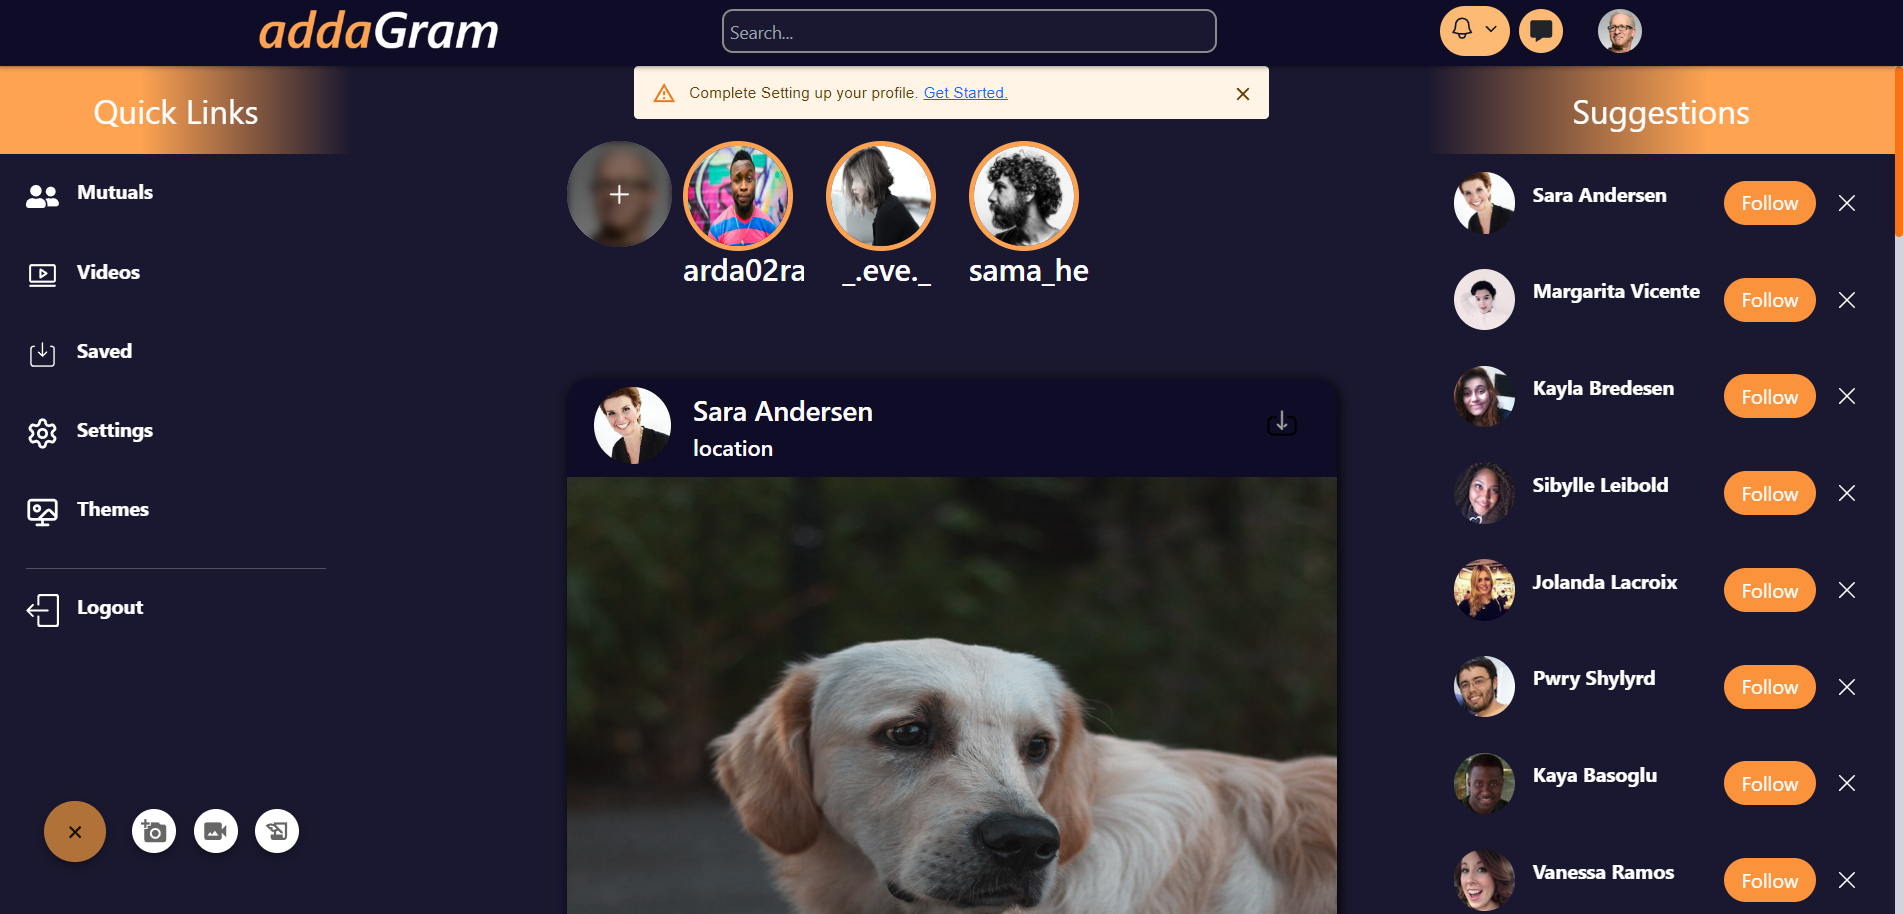 addaGram
Search...
Complete Setting up your profile. Get Started.
Quick Links
Mutuals
Videos
Saved
Settings
Themes
Logout
arda02ra
_.eve._
sama_he
Sara Andersen
location
Suggestions
Sara Andersen
Follow
Margarita Vicente
Follow
Kayla Bredesen
Follow
Sibylle Leibold
Follow
Jolanda Lacroix
Follow
Pwry Shylyrd
Follow
Kaya Basoglu
Follow
Vanessa Ramos
Follow